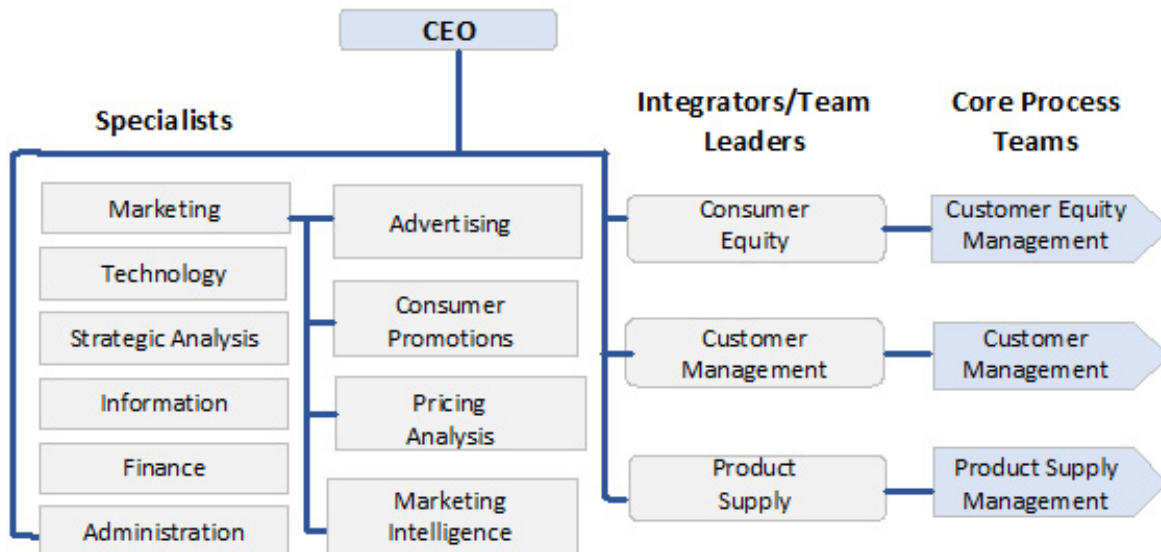 CEO
Specialists
Integrators/Team
Leaders
Core Process
Teams
Marketing
Technology
Strategic Analysis
Information
Finance
Administration
Advertising
Consumer
Promotions
Pricing
Analysis
Marketing
Intelligence
Consumer
Equity
Customer
Management
Product
Supply
Customer Equity
Management
Customer
Management
Product Supply
Management